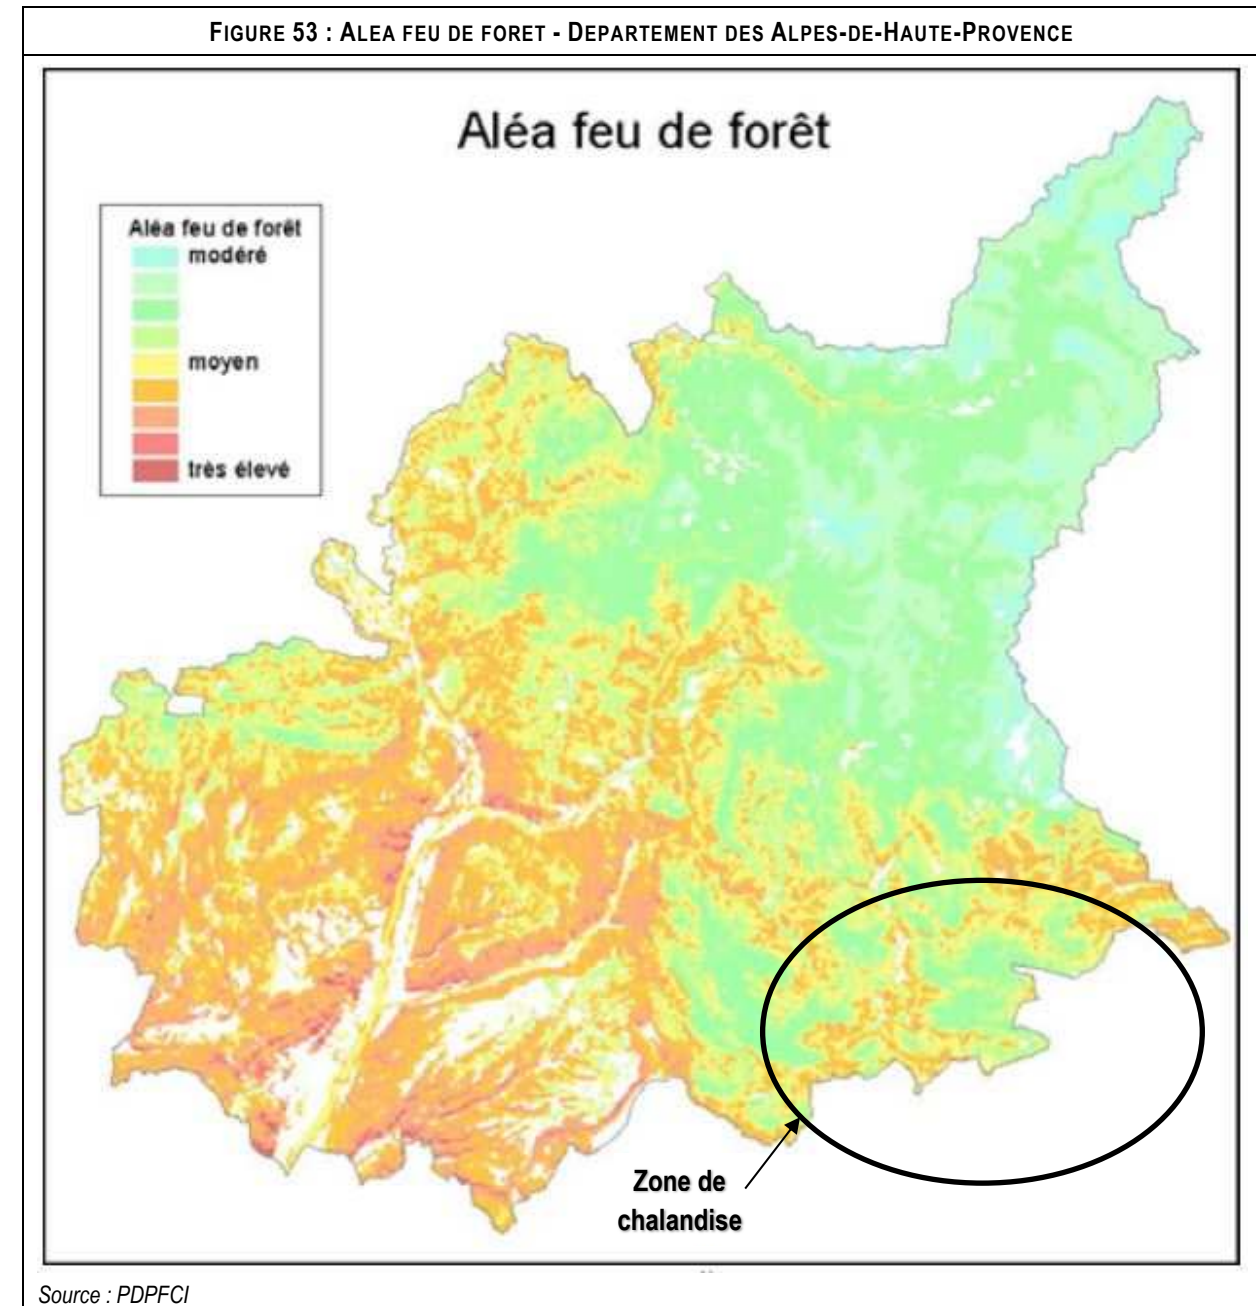 FIGURE 53 : ALEA FEU DE FORET - DEPARTEMENT DES ALPES-DE-HAUTE-PROVENCE
Aléa feu de forêt
Aléa feu de forêt
modéré
moyen
très élevé
Zone de
chalandise
Source : PDPFCI